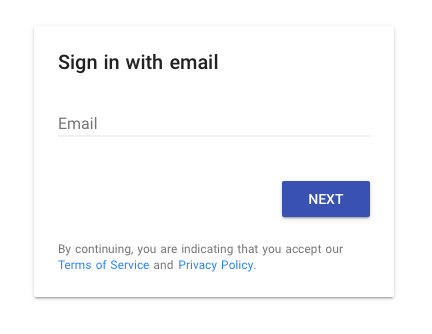 Sign in with email
Email
NEXT
By continuing, you are indicating that you accept our
Terms of Service and Privacy Policy.